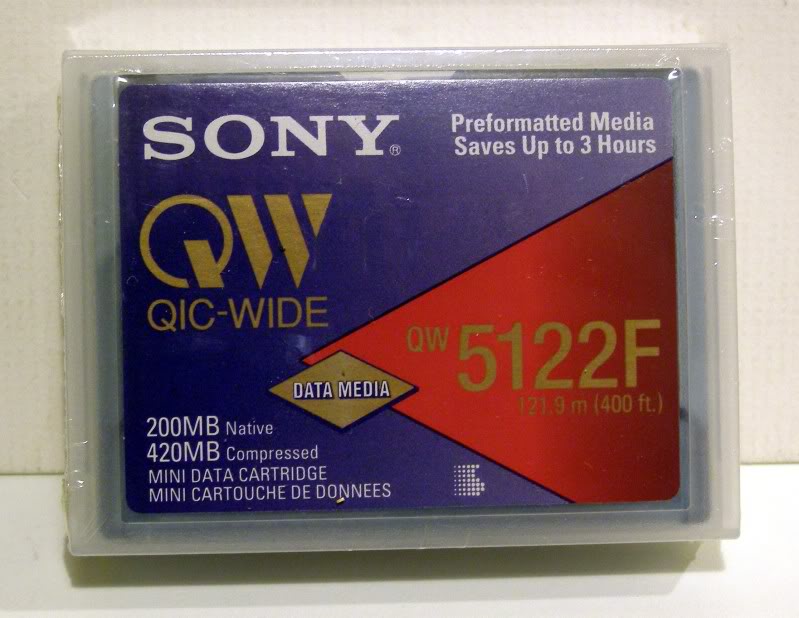 SONY®
Preformatted Media
Saves Up to 3 Hours
QW
QIC-WIDE
QW 5122F
121.9 m (400 ft.)
DATA MEDIA
200MB Native
420MB Compressed
MINI DATA CARTRIDGE
MINI CARTOUCHE DE DONNEES